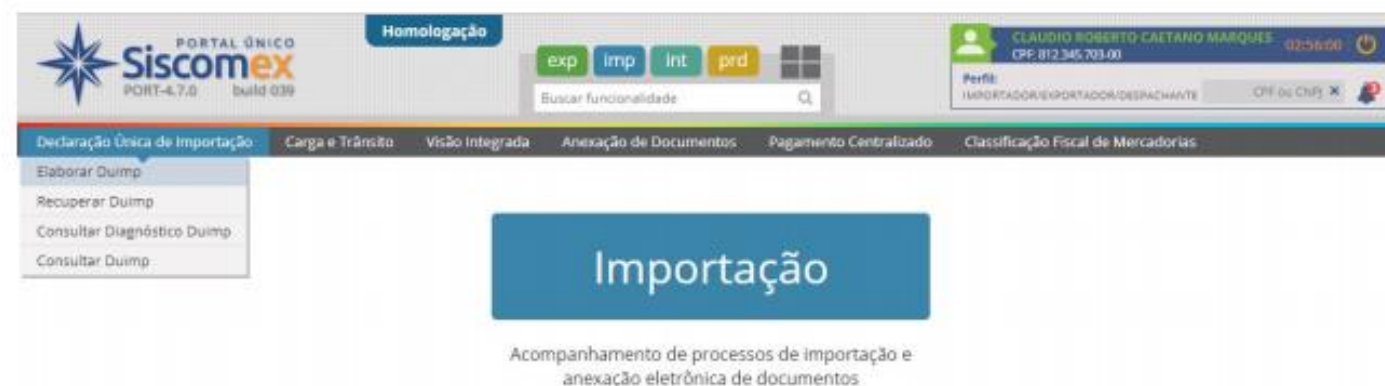 Homologação
PORTAL ÚNICO
Siscomex
PORT-4.7.0 build 039
exp imp int prd
Buscar funcionalidade
CLAUDIO ROBERTO CAETANO MARQUES 02:56:00
CPF: 812.345.703-00
Perfil:
IMPORTADOR/EXPORTADOR/DESPACHANTE CPF ou CNPJ
Declaração Única de Importação Carga e Trânsito Visão Integrada Anexação de Documentos Pagamento Centralizado Classificação Fiscal de Mercadorias
Elaborar Duimp
Recuperar Duimp
Consultar Diagnóstico Duimp
Consultar Duimp
Importação
Acompanhamento de processos de importação e
anexação eletrônica de documentos